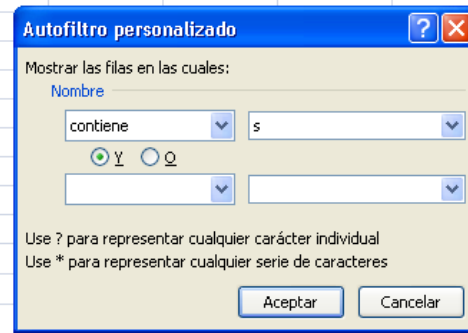 Autofiltro personalizado
Mostrar las filas en las cuales:
Nombre
contiene s
Y O
Use ? para representar cualquier carácter individual
Use * para representar cualquier serie de caracteres
Aceptar Cancelar